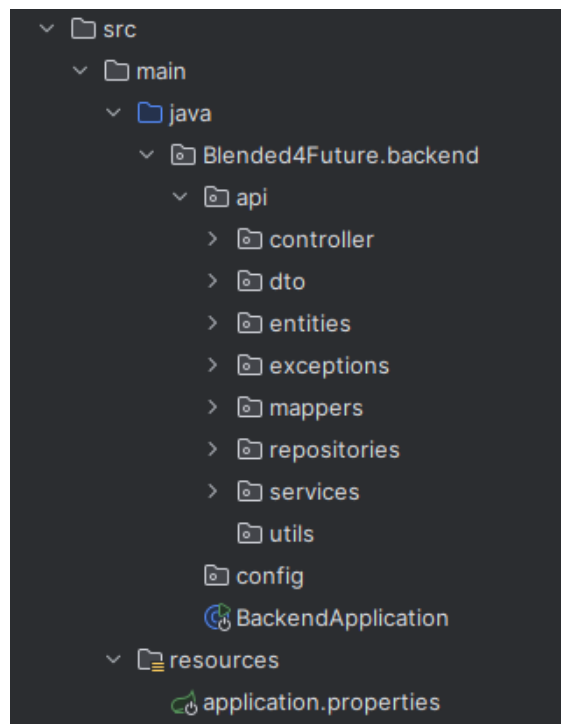 src
main
java
Blended4Future.backend
api
controller
dto
entities
exceptions
mappers
repositories
services
utils
config
BackendApplication
resources
application.properties